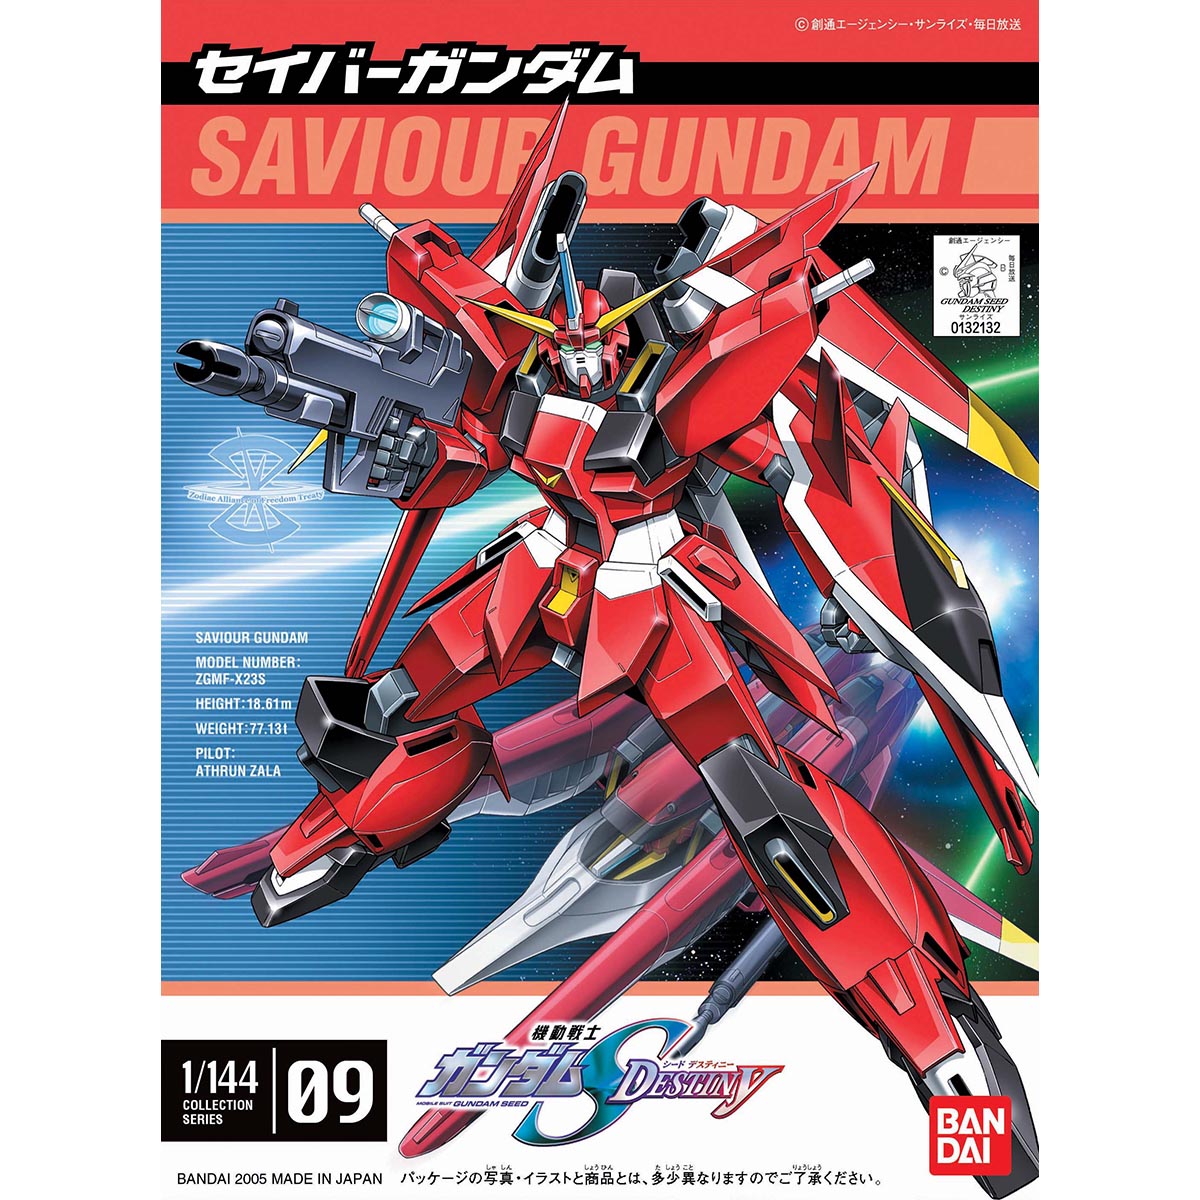 ©創通エージェンシー・サンライズ・毎日放送
セイバーガンダム
SAVIOUR GUNDAM
創通エージェンシー
毎日放送
© B
GUNDAM SEED
DESTINY
サンライズ
0132132
Zodiac Alliance of Freedom Treaty
SAVIOUR GUNDAM
MODEL NUMBER:
ZGMF-X23S
HEIGHT:18.61m
WEIGHT:77.13t
PILOT:
ATHRUN ZALA
機動戦士
ガンダム SEED DESTINY
シード デスティニー
MOBILE SUIT GUNDAM SEED
1/144
COLLECTION
SERIES
09
BAN
DAI
BANDAI 2005 MADE IN JAPAN
パッケージの写真・イラストと商品とは、多少異なりますのでご了承ください。